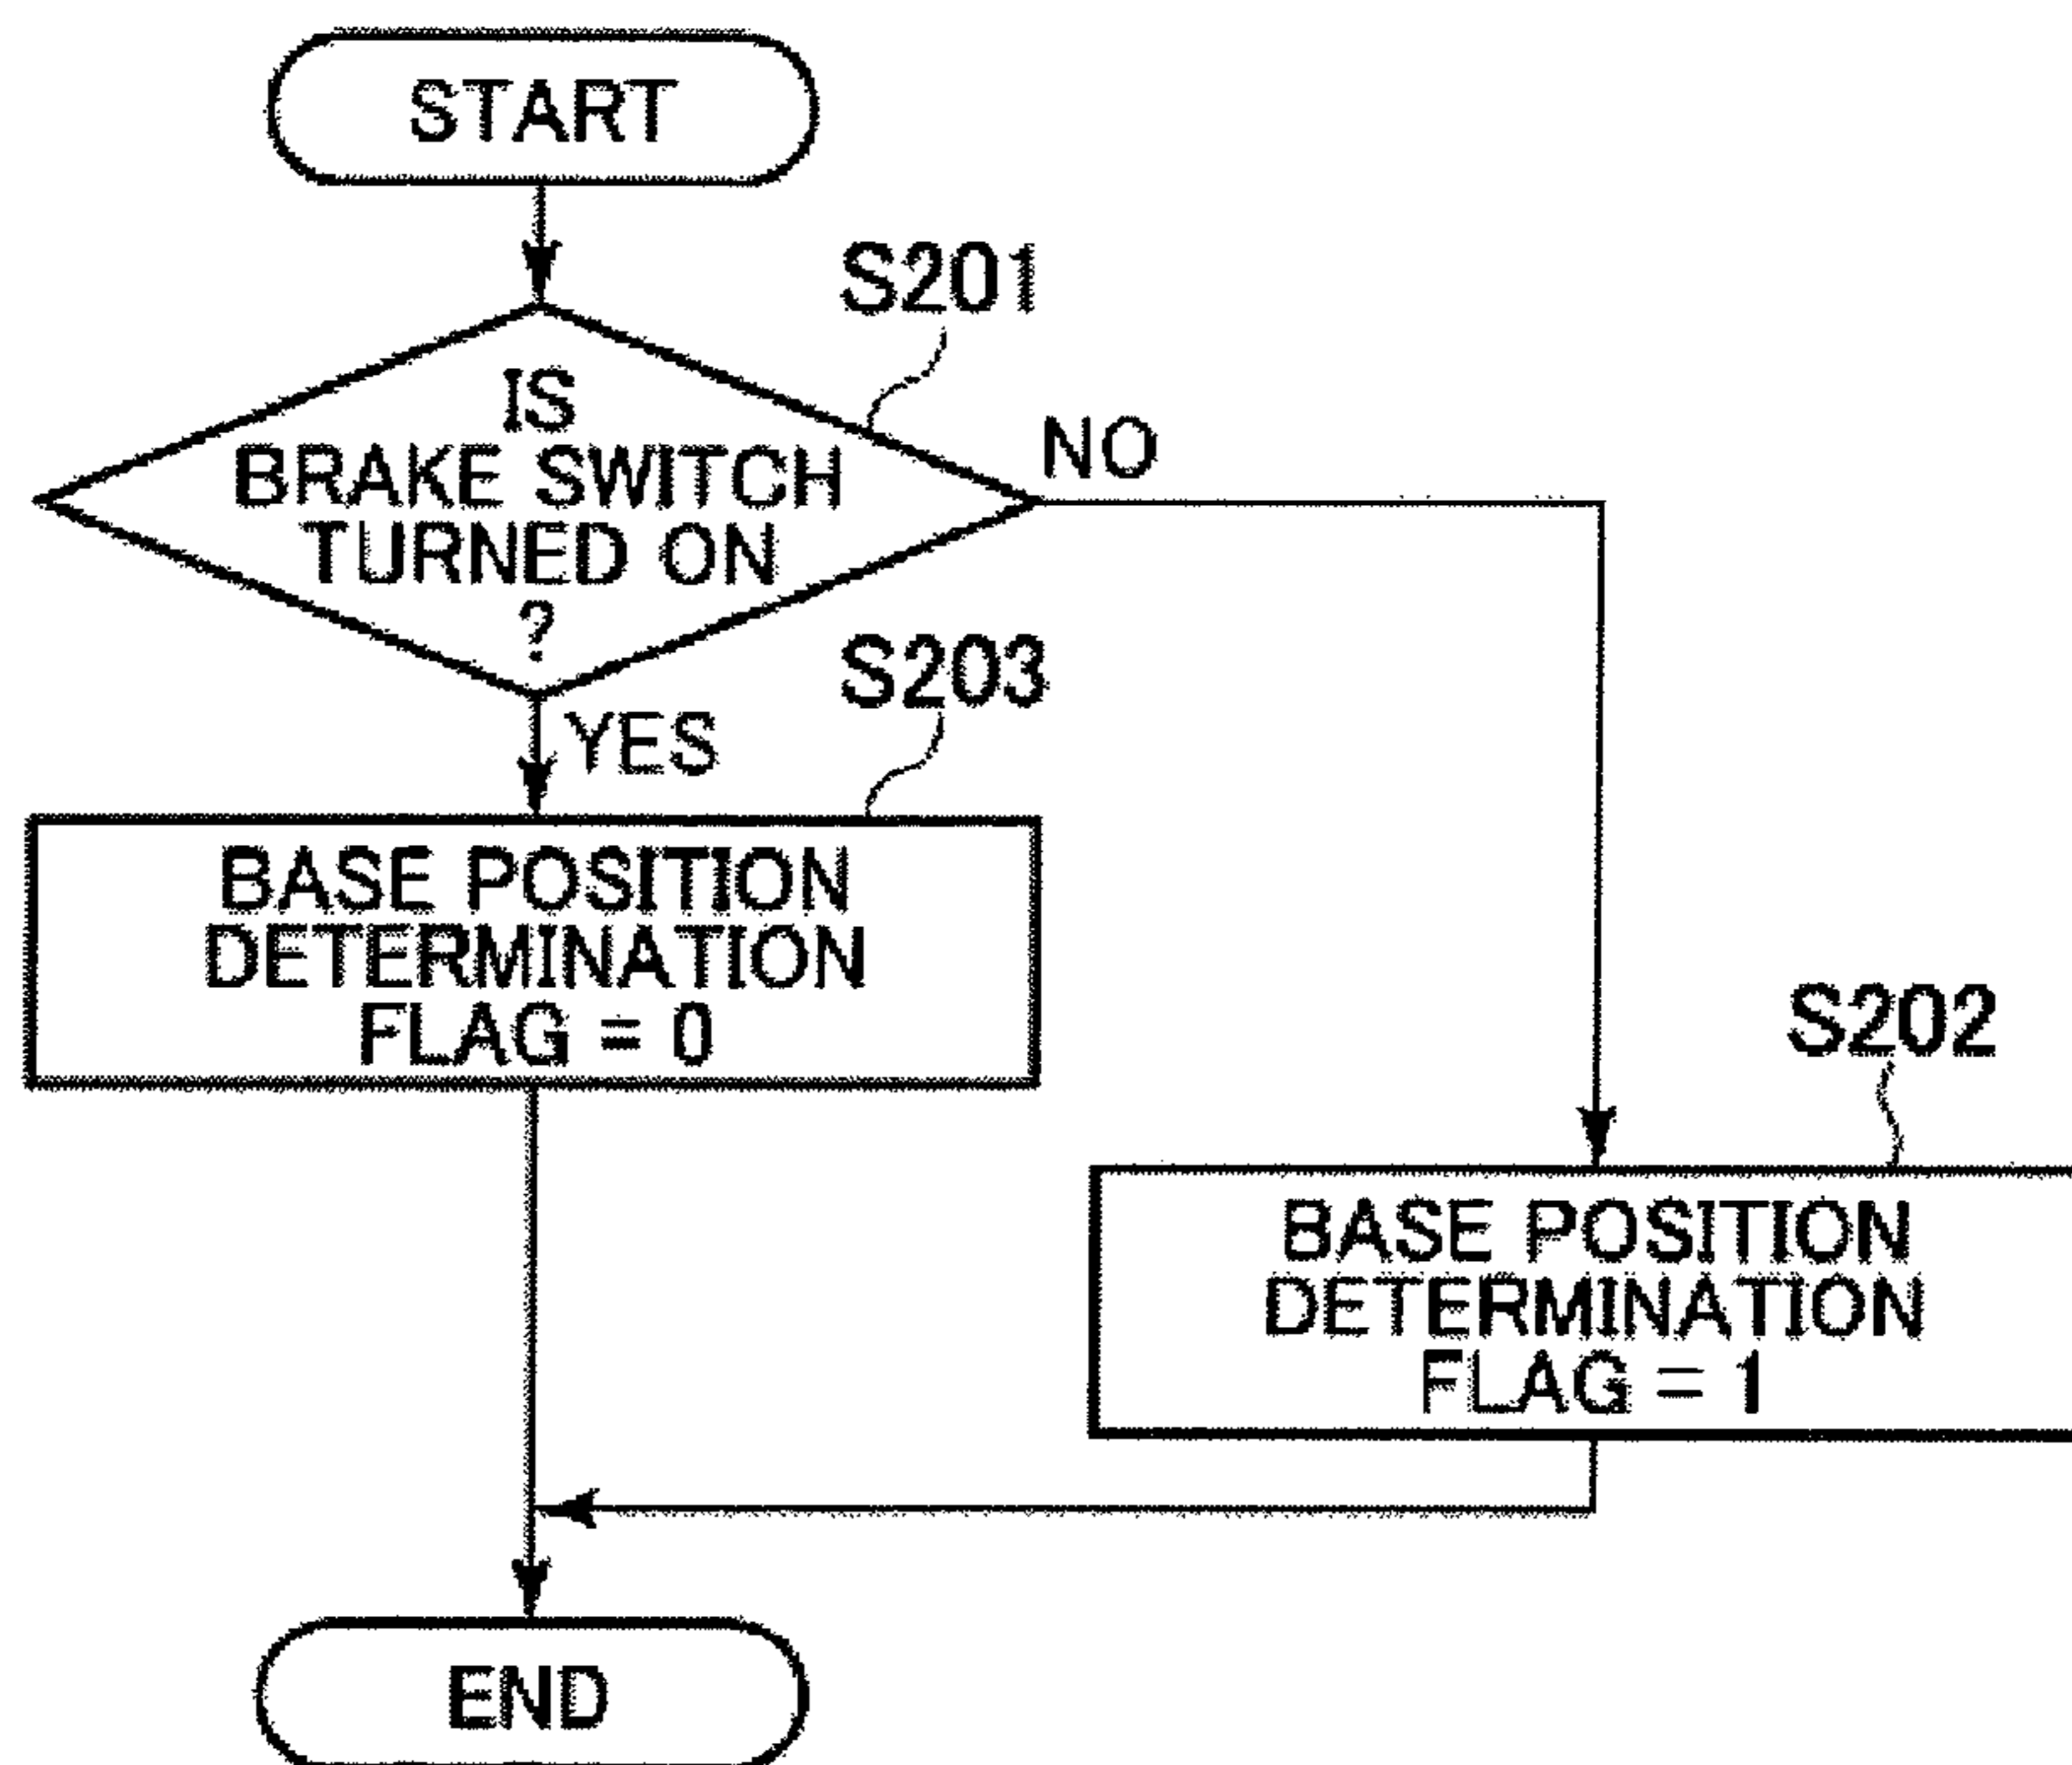 START
S201
IS
BRAKE SWITCH
TURNED ON
?
NO
YES
S203
BASE POSITION
DETERMINATION
FLAG = 0
S202
BASE POSITION
DETERMINATION
FLAG = 1
END